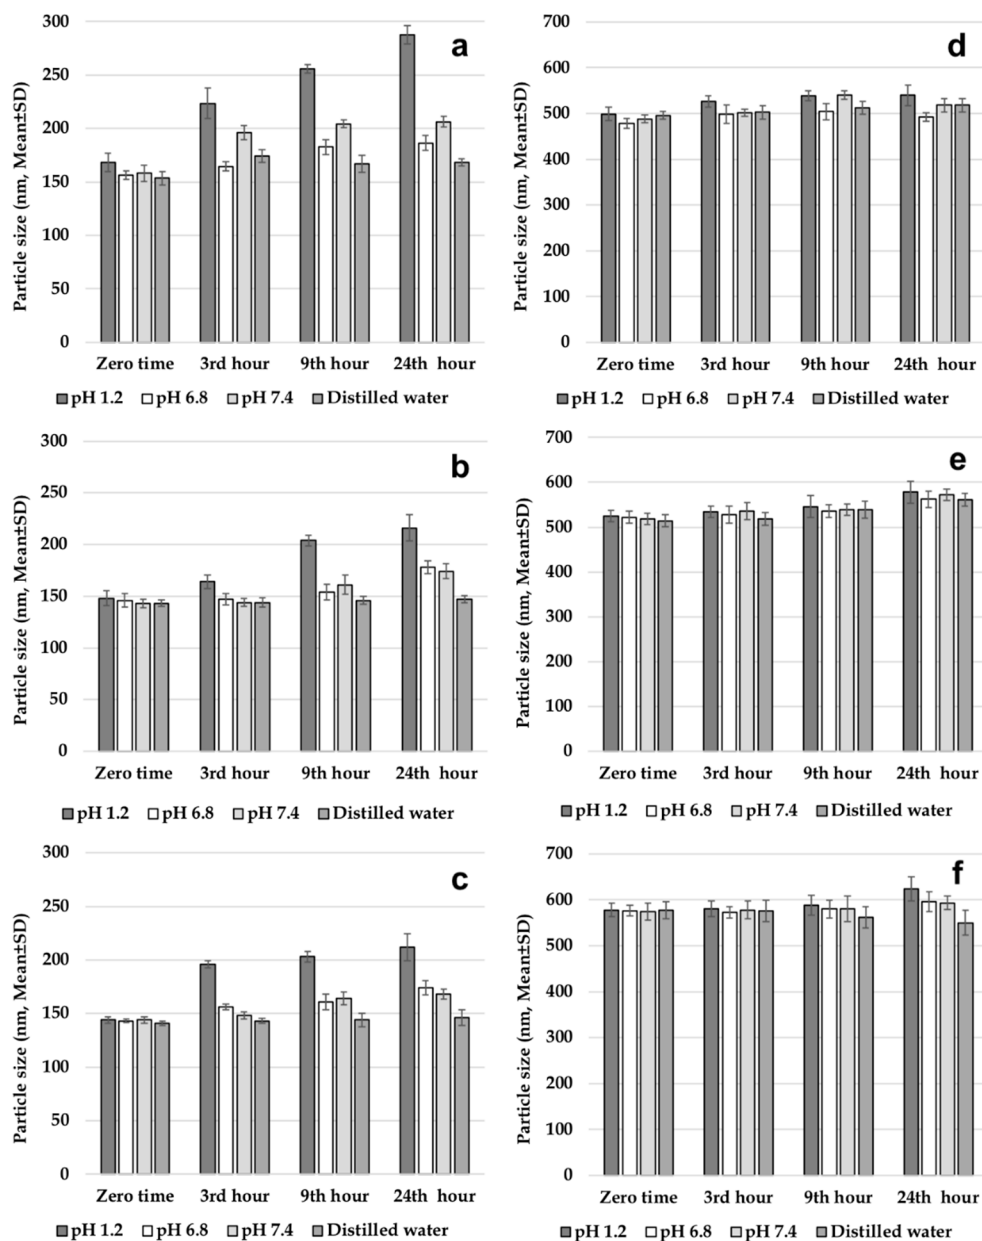 a
Particle size (nm, Mean±SD)
300
250
200
150
100
50
0
Zero time 3rd hour 9th hour 24th hour
pH 1.2 pH 6.8 pH 7.4 Distilled water
d
Particle size (nm, Mean±SD)
700
600
500
400
300
200
100
0
Zero time 3rd hour 9th hour 24th hour
pH 1.2 pH 6.8 pH 7.4 Distilled water
b
Particle size (nm, Mean±SD)
300
250
200
150
100
50
0
Zero time 3rd hour 9th hour 24th hour
pH 1.2 pH 6.8 pH 7.4 Distilled water
e
Particle size (nm, Mean±SD)
700
600
500
400
300
200
100
0
Zero time 3rd hour 9th hour 24th hour
pH 1.2 pH 6.8 pH 7.4 Distilled water
c
Particle size (nm, Mean±SD)
300
250
200
150
100
50
0
Zero time 3rd hour 9th hour 24th hour
pH 1.2 pH 6.8 pH 7.4 Distilled water
f
Particle size (nm, Mean±SD)
700
600
500
400
300
200
100
0
Zero time 3rd hour 9th hour 24th hour
pH 1.2 pH 6.8 pH 7.4 Distilled water